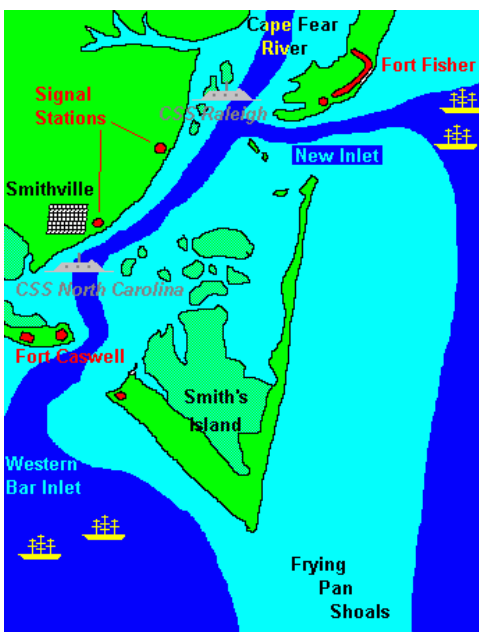 Cape Fear
River
Fort Fisher
Signal
Stations
CSS Raleigh
New Inlet
Smithville
CSS North Carolina
Fort Caswell
Smith's
Island
Western
Bar Inlet
Frying
Pan
Shoals